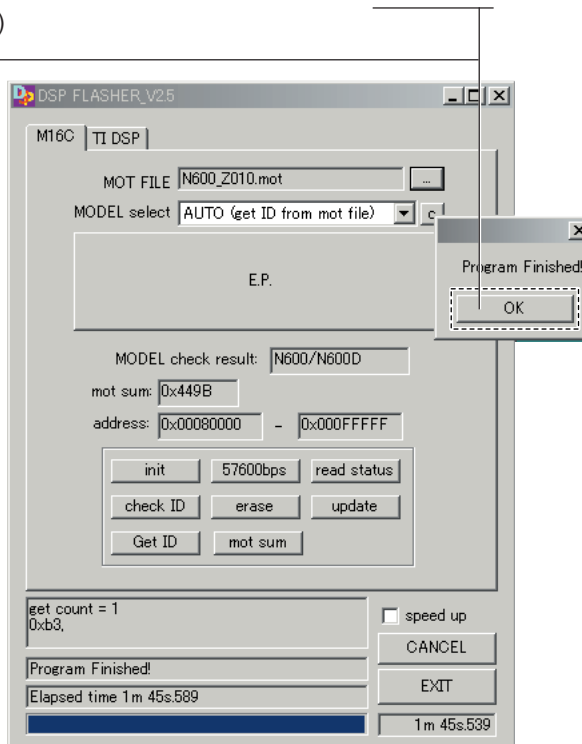 )
DSP FLASHER_V2.5
M16C TI DSP
MOT FILE N600_Z010.mot ...
MODEL select AUTO (get ID from mot file) c
E.P.
Program Finished!
OK
MODEL check result: N600/N600D
mot sum: 0x449B
address: 0x00080000 - 0x000FFFFF
init 57600bps read status
check ID erase update
Get ID mot sum
get count = 1
0xb3,
speed up
CANCEL
Program Finished!
EXIT
Elapsed time 1m 45s.589
1m 45s.539